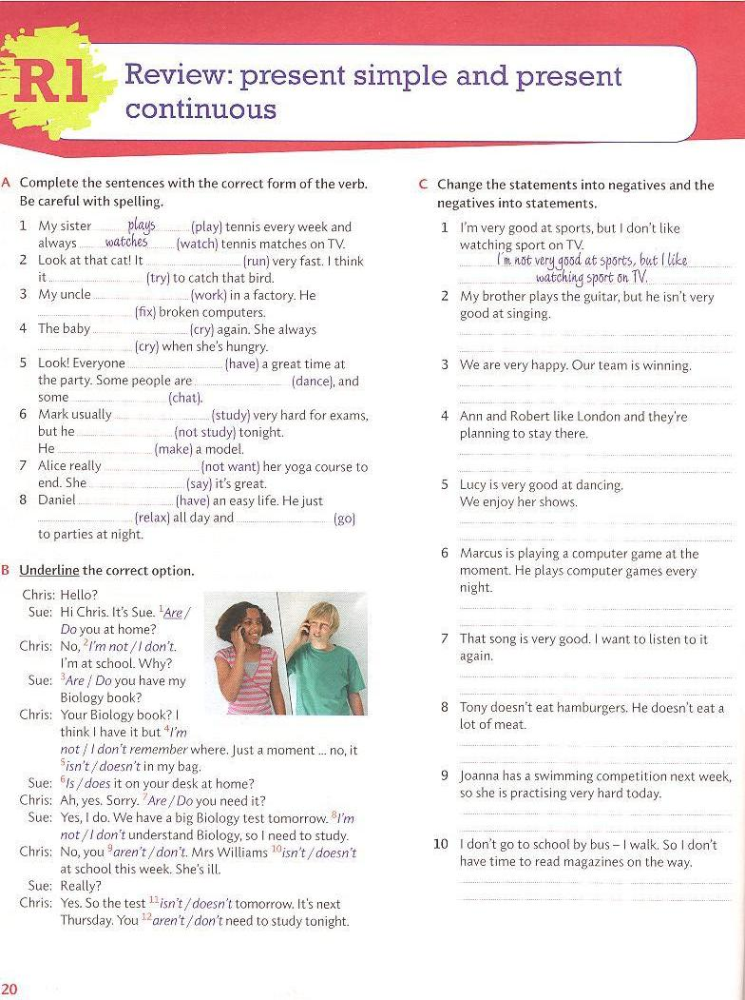 R1
Review: present simple and present
continuous
A Complete the sentences with the correct form of the verb.
Be careful with spelling.
1 My sister plays (play) tennis every week and
always watches (watch) tennis matches on TV.
2 Look at that cat! It (run) very fast. I think
it (try) to catch that bird.
3 My uncle (work) in a factory. He
(fix) broken computers.
4 The baby (cry) again. She always
(cry) when she's hungry.
5 Look! Everyone (have) a great time at
the party. Some people are (dance), and
some (chat).
6 Mark usually (study) very hard for exams,
but he (not study) tonight.
He (make) a model.
7 Alice really (not want) her yoga course to
end. She (say) it's great.
8 Daniel (have) an easy life. He just
(relax) all day and (go)
to parties at night.
B Underline the correct option.
Chris: Hello?
Sue: Hi Chris. It's Sue. 1Are /
Do you at home?
Chris: No, 2I'm not / I don't.
I'm at school. Why?
Sue: 3Are / Do you have my
Biology book?
Chris: Your Biology book? I
think I have it but 4I'm
not / I don't remember where. Just a moment ... no, it
5isn't / doesn't in my bag.
Sue: 6Is / does it on your desk at home?
Chris: Ah, yes. Sorry. 7Are / Do you need it?
Sue: Yes, I do. We have a big Biology test tomorrow. 8I'm
not / I don't understand Biology, so I need to study.
Chris: No, you 9aren't / don't. Mrs Williams 10isn't / doesn't
at school this week. She's ill.
Sue: Really?
Chris: Yes. So the test 11isn't / doesn't tomorrow. It's next
Thursday. You 12aren't / don't need to study tonight.
C Change the statements into negatives and the
negatives into statements.
1 I'm very good at sports, but I don't like
watching sport on TV.
I'm not very good at sports, but I like
watching sport on TV.
2 My brother plays the guitar, but he isn't very
good at singing.
3 We are very happy. Our team is winning.
4 Ann and Robert like London and they're
planning to stay there.
5 Lucy is very good at dancing.
We enjoy her shows.
6 Marcus is playing a computer game at the
moment. He plays computer games every
night.
7 That song is very good. I want to listen to it
again.
8 Tony doesn't eat hamburgers. He doesn't eat a
lot of meat.
9 Joanna has a swimming competition next week,
so she is practising very hard today.
10 I don't go to school by bus – I walk. So I don't
have time to read magazines on the way.
20